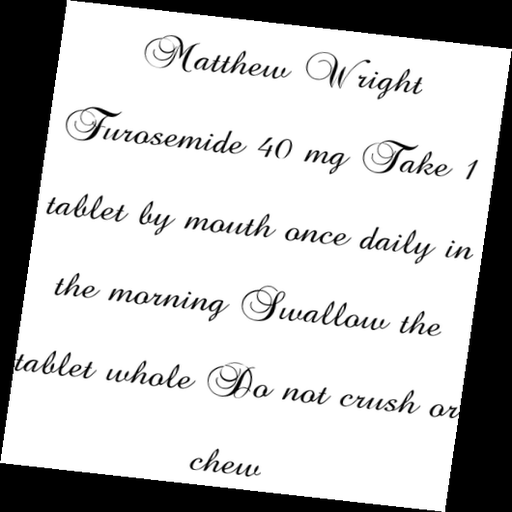 Matthew Wright
Furosemide 40 mg Take 1
tablet by mouth once daily in
the morning Swallow the
tablet whole Do not crush or
chew